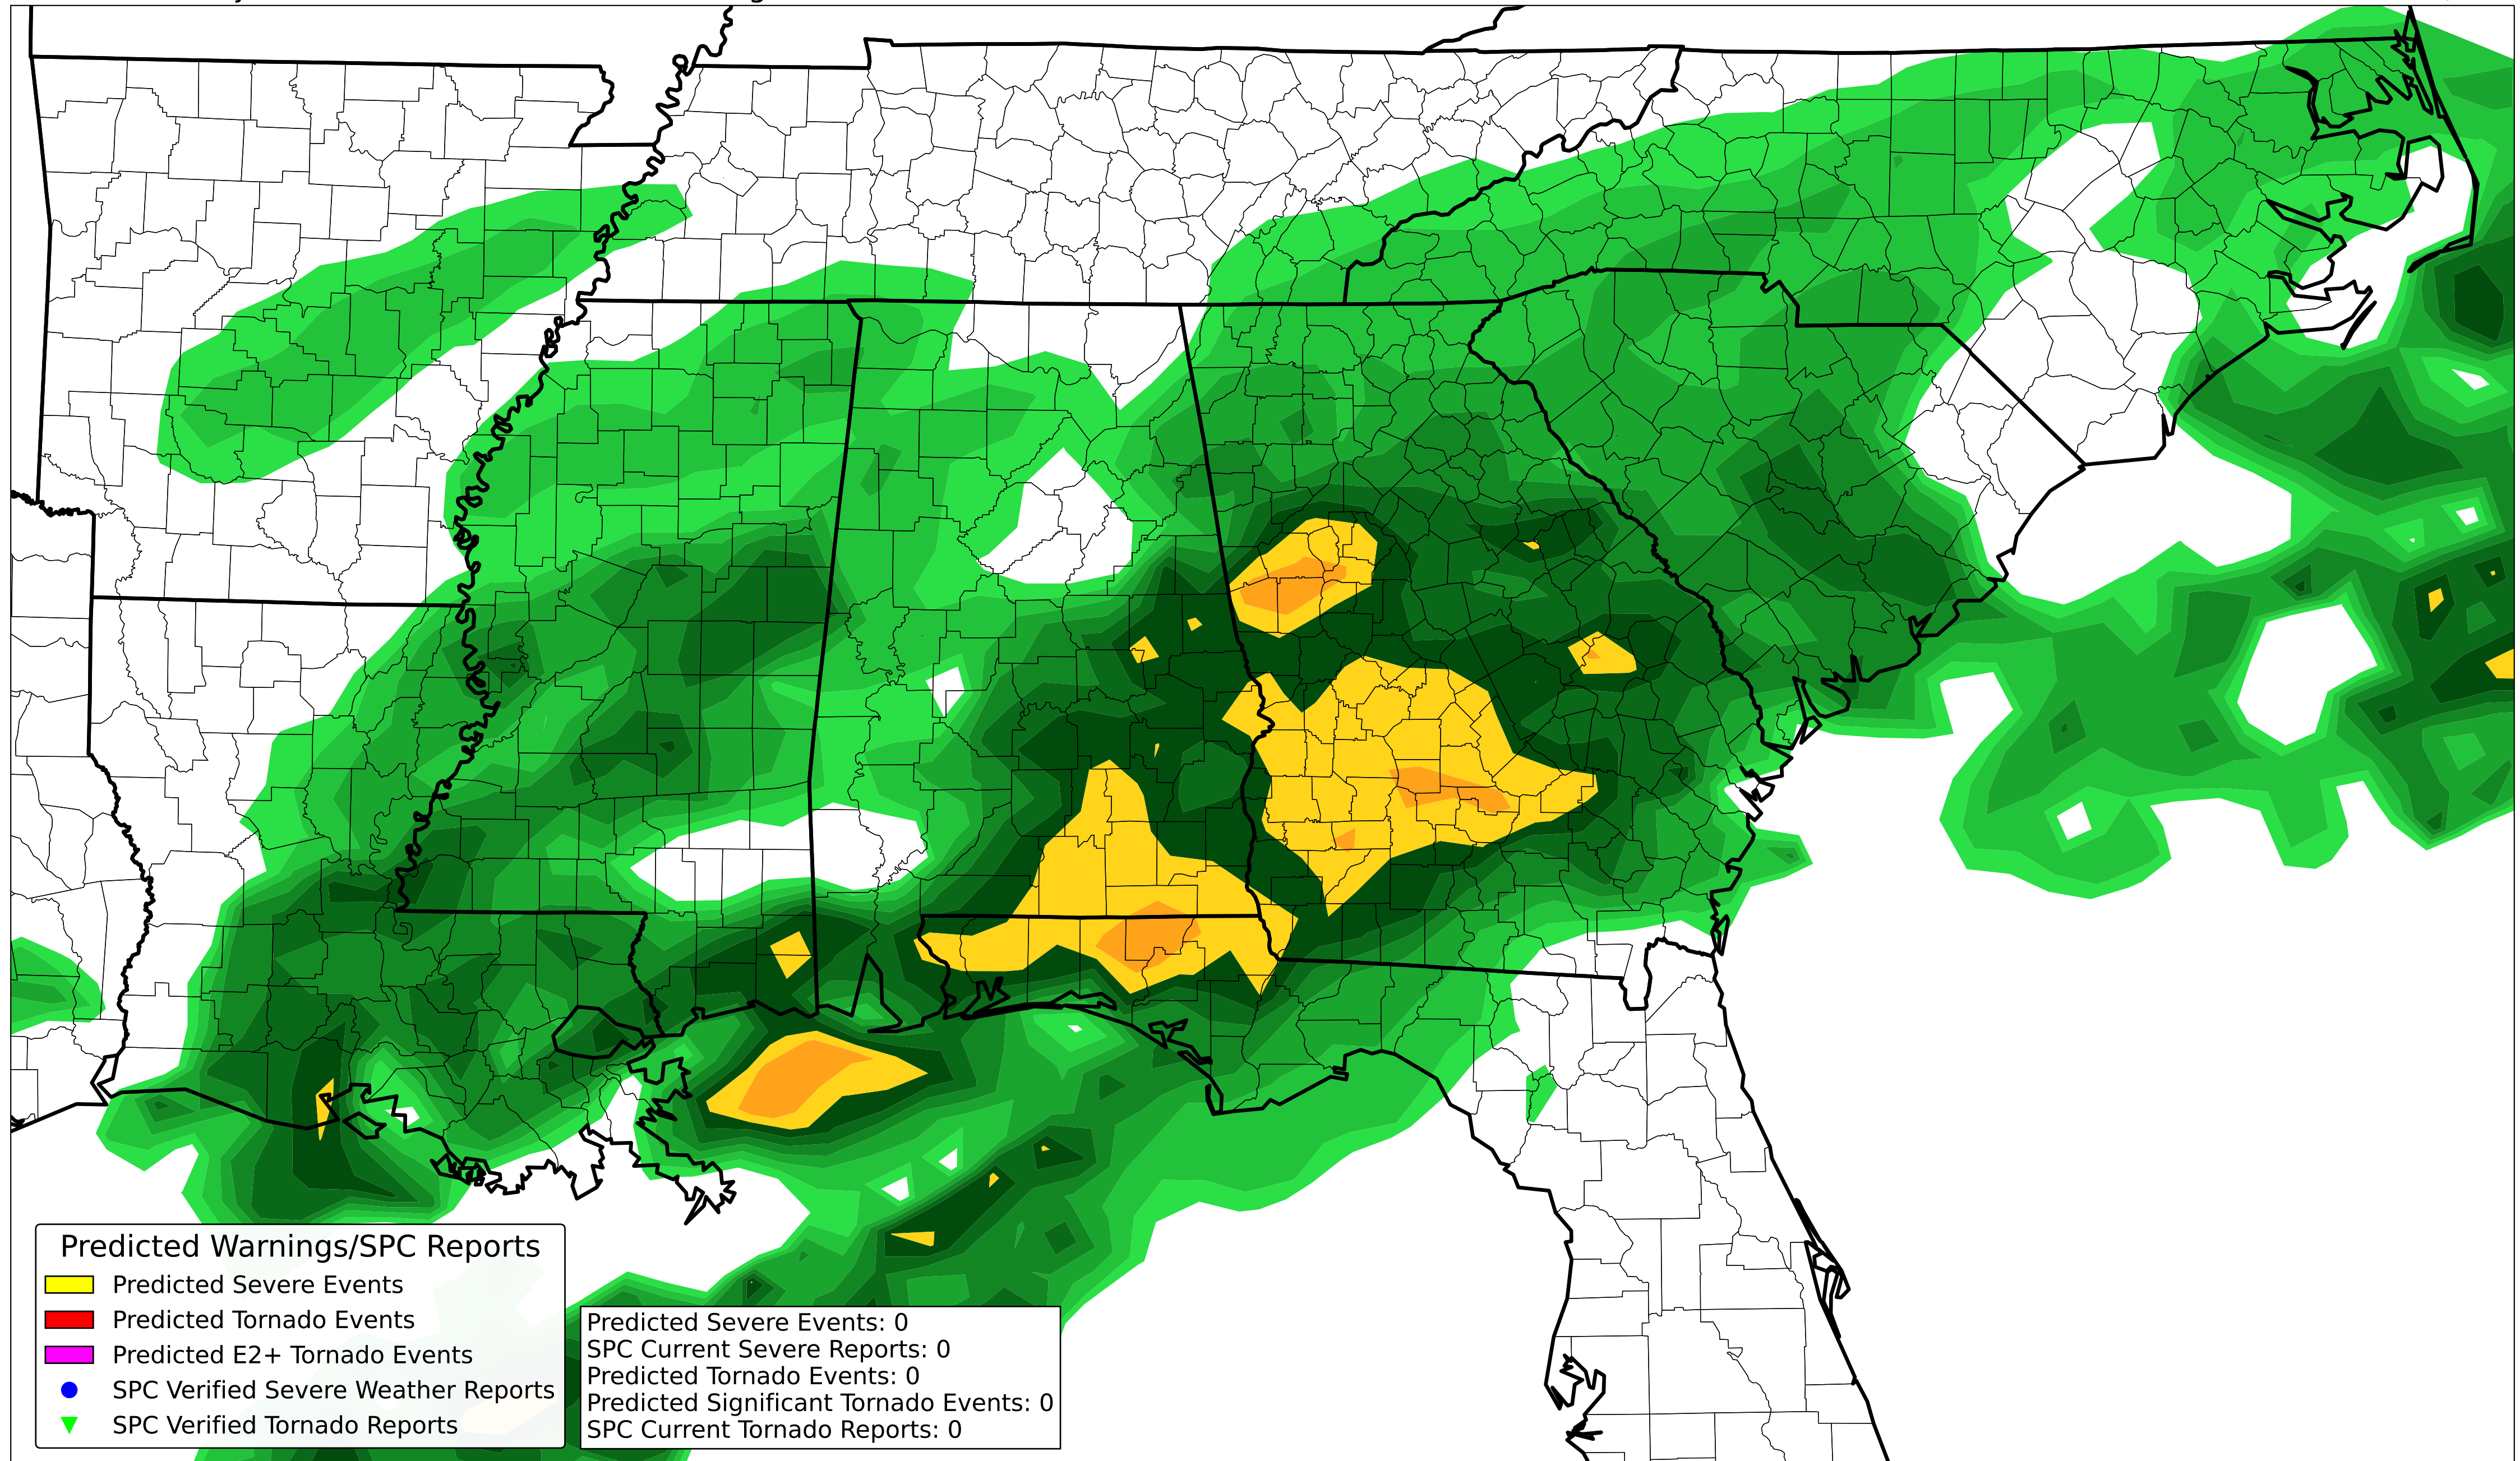 Predicted Warnings/SPC Reports
Predicted Severe Events
Predicted Tornado Events
Predicted E2+ Tornado Events
SPC Verified Severe Weather Reports
SPC Verified Tornado Reports
Predicted Severe Events: 0
SPC Current Severe Reports: 0
Predicted Tornado Events: 0
Predicted Significant Tornado Events: 0
SPC Current Tornado Reports: 0